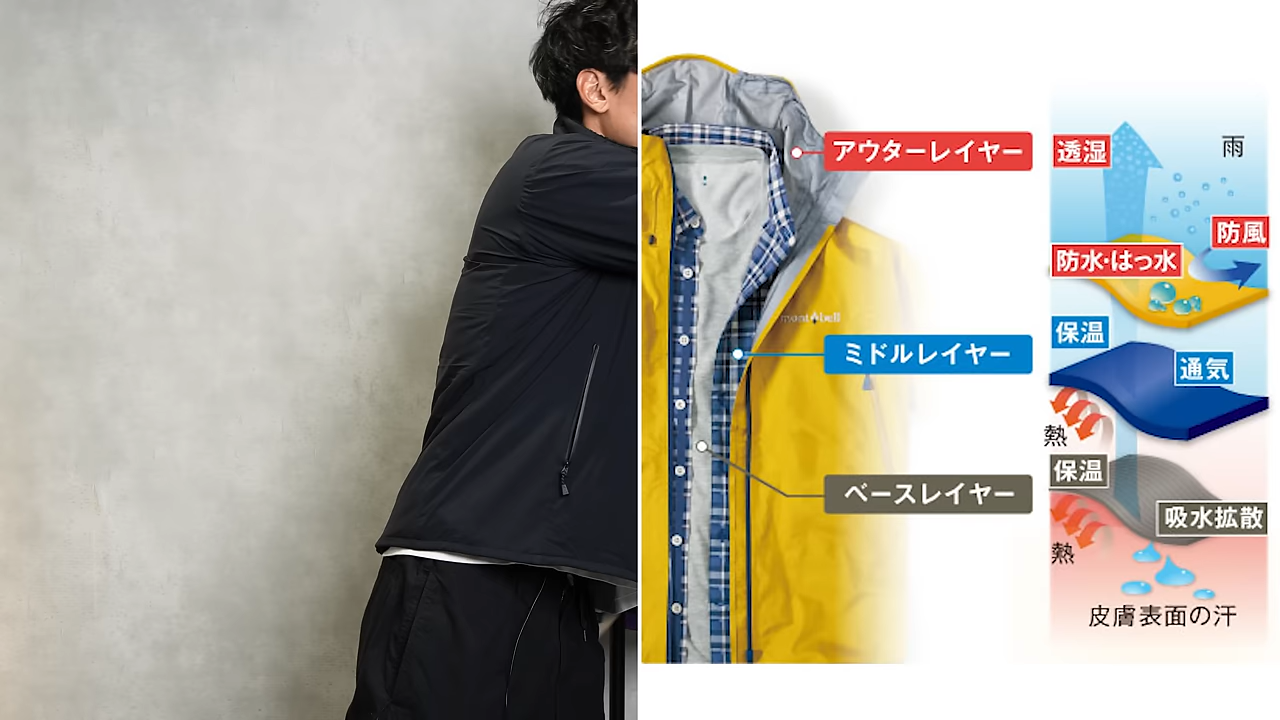 アウターレイヤー
mont bell
ミドルレイヤー
ベースレイヤー
透湿
雨
防風
防水·はっ水
保温
通気
熱
保温
吸水拡散
熱
皮膚表面の汗